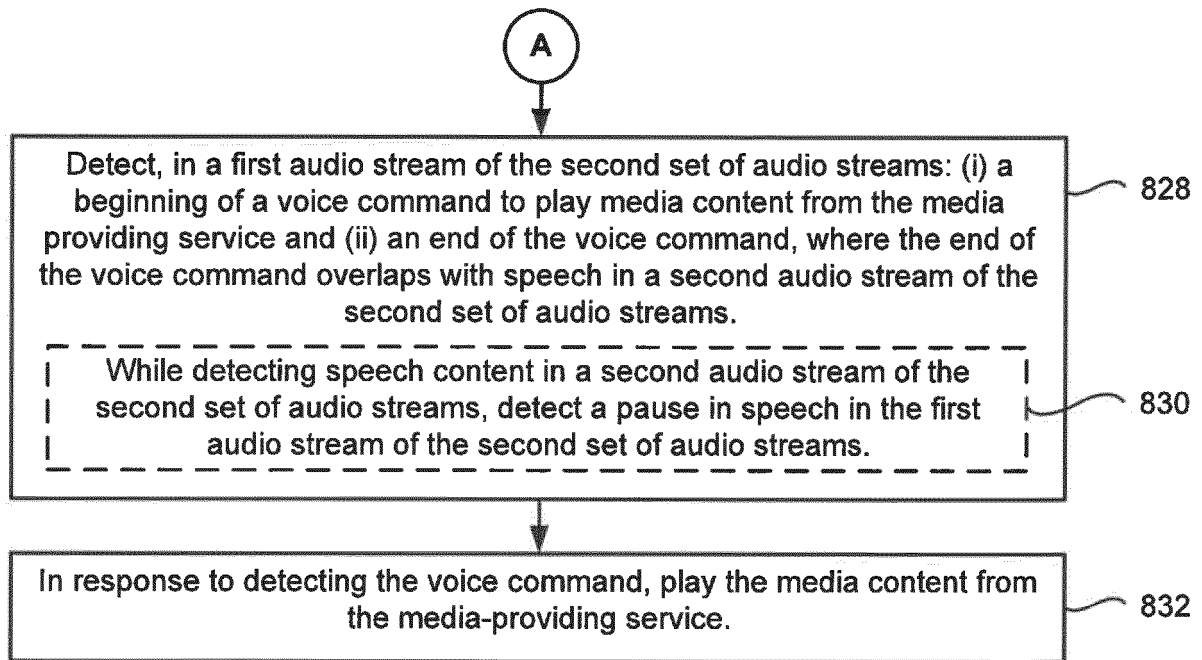 A
Detect, in a first audio stream of the second set of audio streams: (i) a
beginning of a voice command to play media content from the media
providing service and (ii) an end of the voice command, where the end of
the voice command overlaps with speech in a second audio stream of the
second set of audio streams.
828
While detecting speech content in a second audio stream of the
second set of audio streams, detect a pause in speech in the first
audio stream of the second set of audio streams.
830
In response to detecting the voice command, play the media content from
the media-providing service.
832